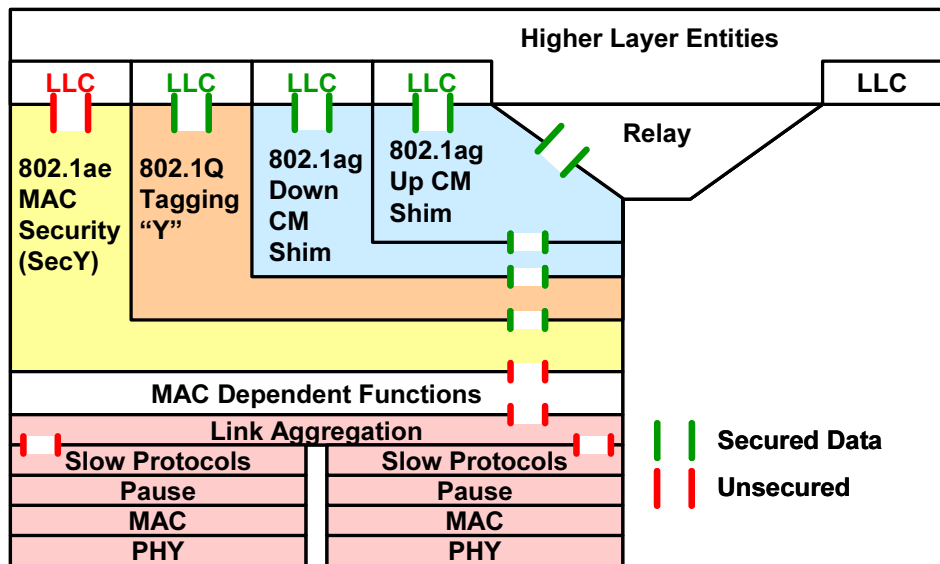 Higher Layer Entities
LLC
LLC
LLC
LLC
LLC
Relay
802.1ae
MAC
Security
(SecY)
802.1Q
Tagging
“Y”
802.1ag
Down
CM
Shim
802.1ag
Up CM
Shim
MAC Dependent Functions
Link Aggregation
Slow Protocols
Slow Protocols
Pause
Pause
MAC
MAC
PHY
PHY
Secured Data
Unsecured